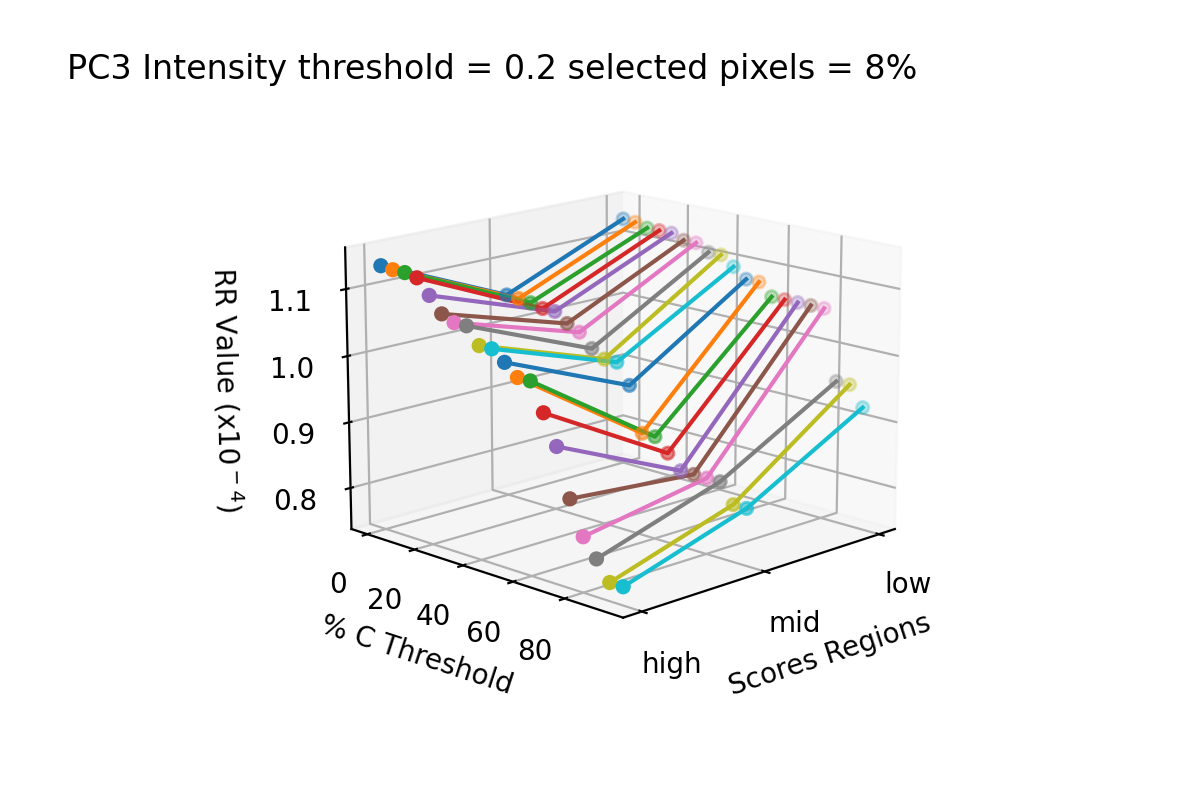 PC3 Intensity threshold = 0.2 selected pixels = 8%
RR Value (x10⁻⁴)
1.1
1.0
0.9
0.8
0
20
40
60
80
% C Threshold
high
mid
low
Scores Regions